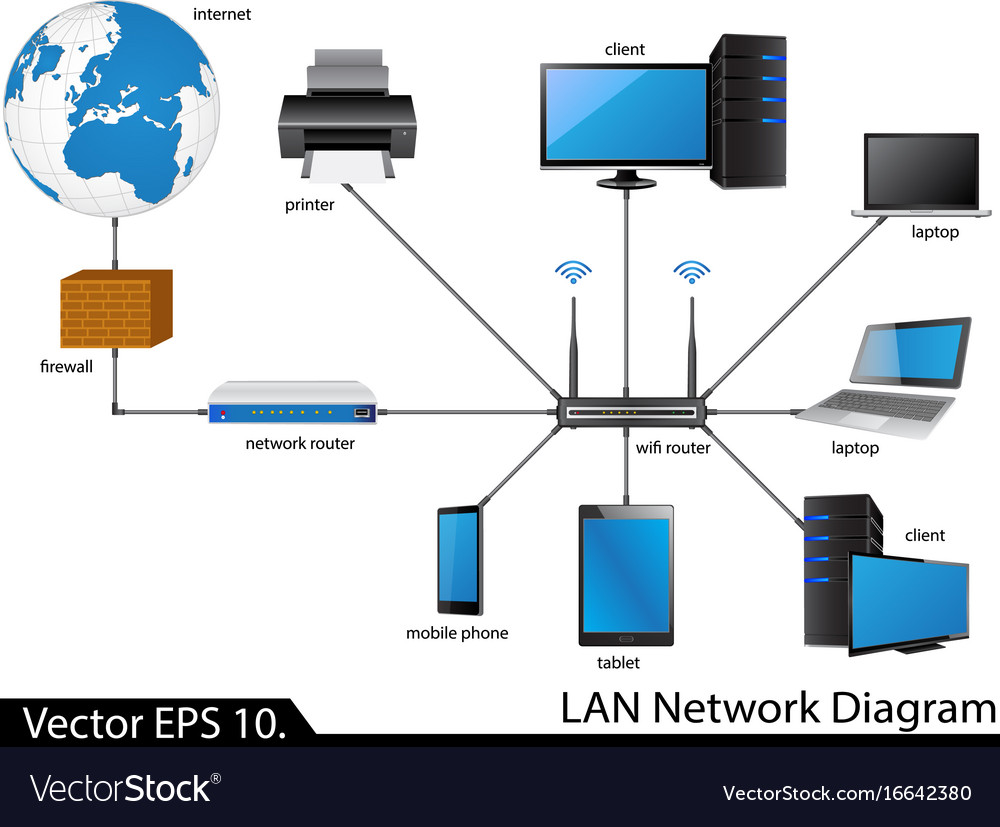 internet
client
printer
laptop
firewall
network router
wifi router
laptop
client
mobile phone
tablet
LAN Network Diagram
Vector EPS 10.
VectorStock®
VectorStock.com/16642380